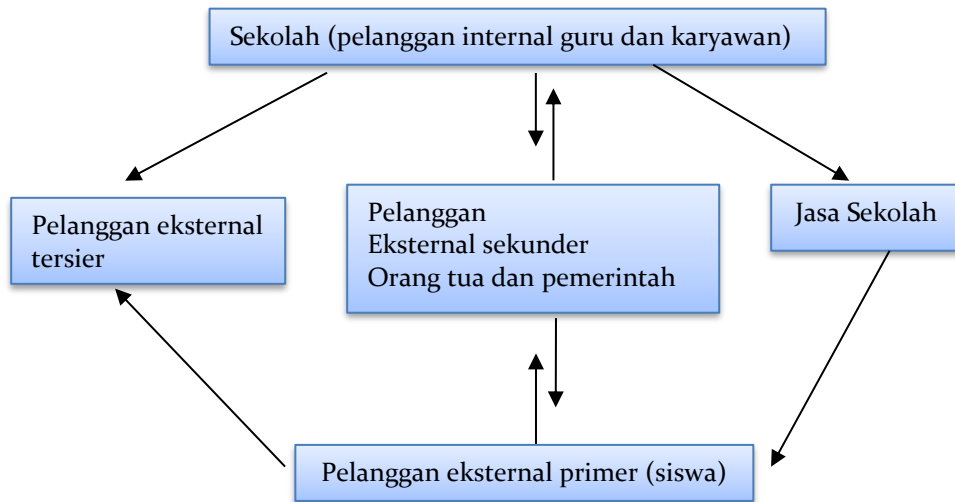 Sekolah (pelanggan internal guru dan karyawan)
Pelanggan eksternal
tersier
Pelanggan
Eksternal sekunder
Orang tua dan pemerintah
Jasa Sekolah
Pelanggan eksternal primer (siswa)